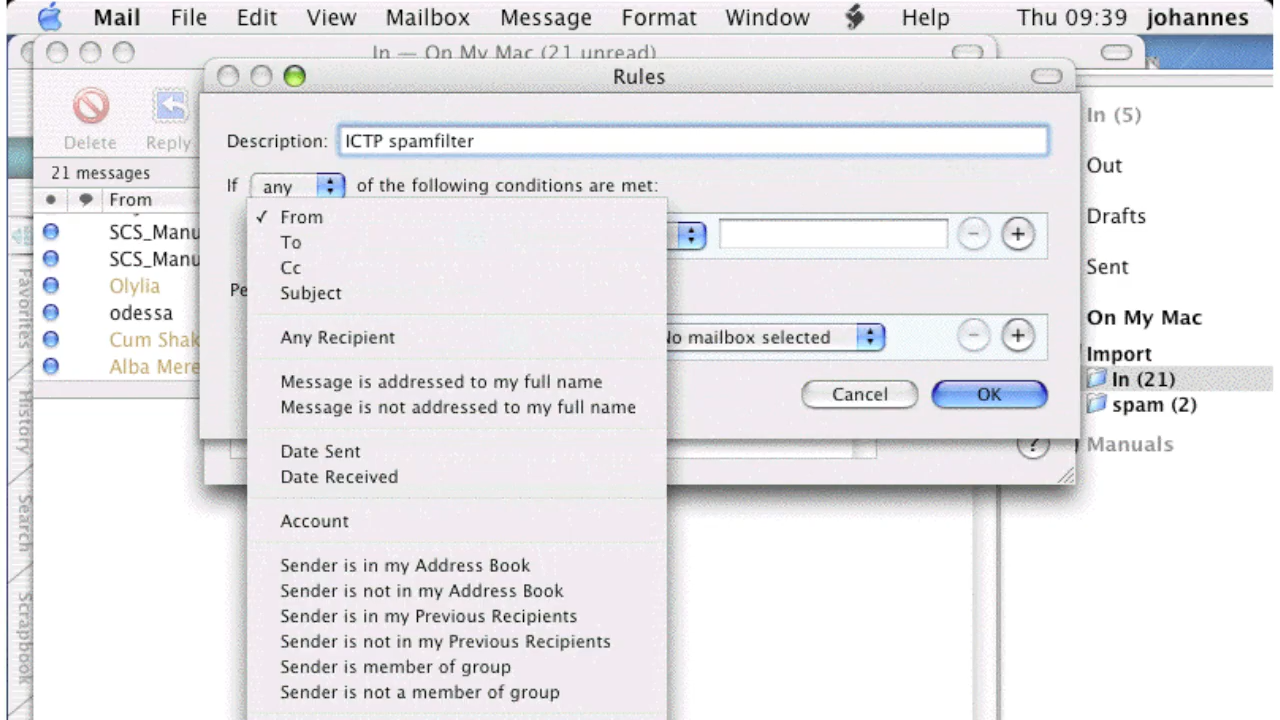 Mail File Edit View Mailbox Message Format Window Help Thu 09:39 johannes
In — On My Mac (21 unread)
Rules
Delete Reply
21 messages
From
SCS_Manu
SCS_Manu
Olylia
odessa
Cum Shak
Alba Mere
Favorites
History
Search
Scrapbook
Description: ICTP spamfilter
If any of the following conditions are met:
✓ From
To
Cc
Subject
Any Recipient
Message is addressed to my full name
Message is not addressed to my full name
Date Sent
Date Received
Account
Sender is in my Address Book
Sender is not in my Address Book
Sender is in my Previous Recipients
Sender is not in my Previous Recipients
Sender is member of group
Sender is not a member of group
Pe
No mailbox selected
Cancel OK
?
In (5)
Out
Drafts
Sent
On My Mac
Import
In (21)
spam (2)
Manuals